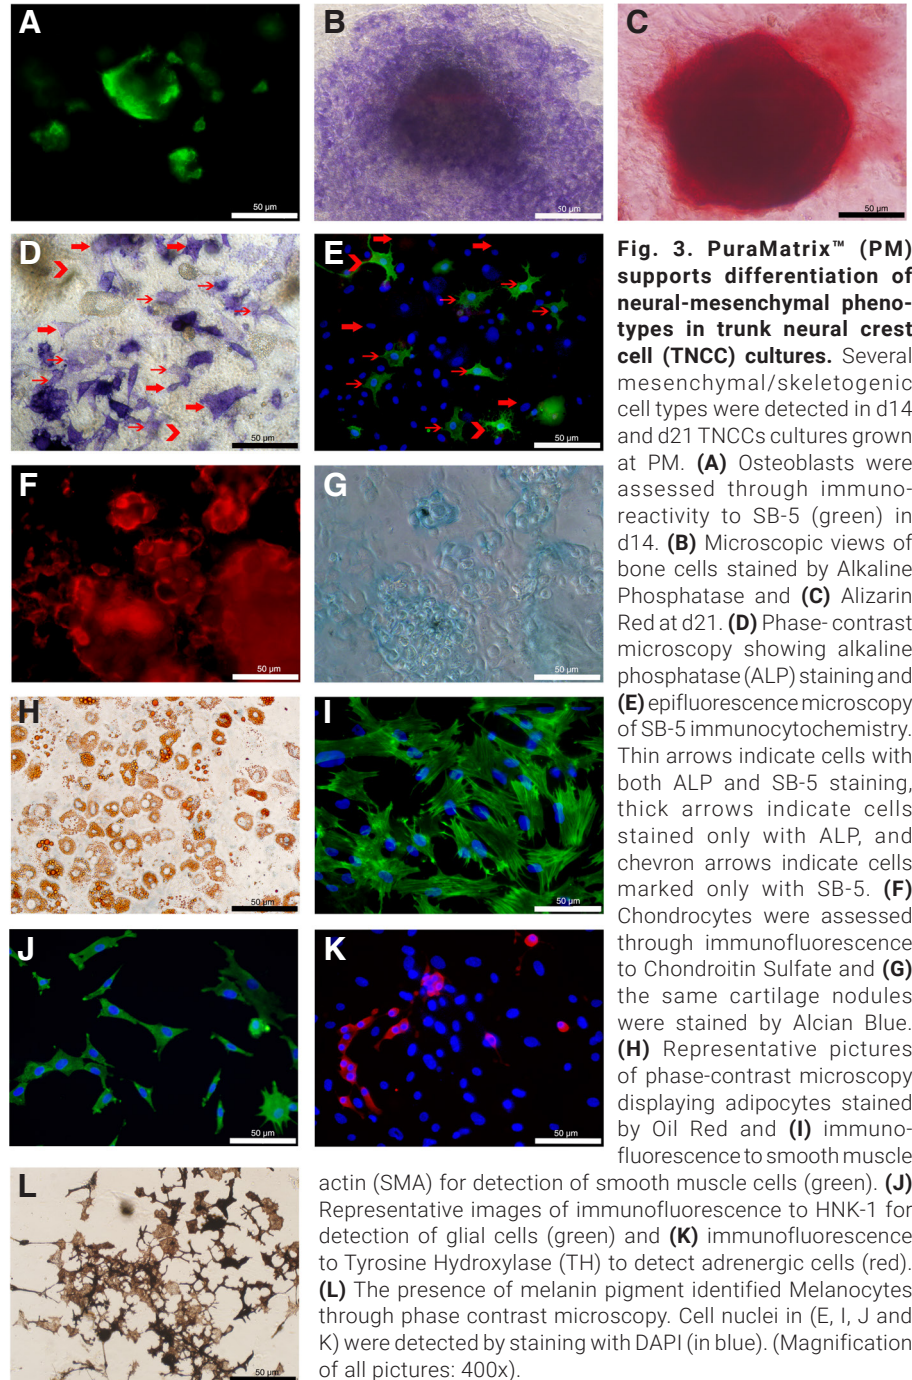 A
B
C
50 µm
50 µm
50 µm
D
E
50 µm
50 µm
F
G
50 µm
50 µm
H
I
50 µm
50 µm
J
K
50 µm
50 µm
L
50 µm
Fig. 3. PuraMatrix™ (PM)
supports differentiation of
neural-mesenchymal pheno-
types in trunk neural crest
cell (TNCC) cultures. Several
mesenchymal/skeletogenic
cell types were detected in d14
and d21 TNCCs cultures grown
at PM. (A) Osteoblasts were
assessed through immuno-
reactivity to SB-5 (green) in
d14. (B) Microscopic views of
bone cells stained by Alkaline
Phosphatase and (C) Alizarin
Red at d21. (D) Phase- contrast
microscopy showing alkaline
phosphatase (ALP) staining and
(E) epifluorescence microscopy
of SB-5 immunocytochemistry.
Thin arrows indicate cells with
both ALP and SB-5 staining,
thick arrows indicate cells
stained only with ALP, and
chevron arrows indicate cells
marked only with SB-5. (F)
Chondrocytes were assessed
through immunofluorescence
to Chondroitin Sulfate and (G)
the same cartilage nodules
were stained by Alcian Blue.
(H) Representative pictures
of phase-contrast microscopy
displaying adipocytes stained
by Oil Red and (I) immuno-
fluorescence to smooth muscle
actin (SMA) for detection of smooth muscle cells (green). (J)
Representative images of immunofluorescence to HNK-1 for
detection of glial cells (green) and (K) immunofluorescence
to Tyrosine Hydroxylase (TH) to detect adrenergic cells (red).
(L) The presence of melanin pigment identified Melanocytes
through phase contrast microscopy. Cell nuclei in (E, I, J and
K) were detected by staining with DAPI (in blue). (Magnification
of all pictures: 400x).